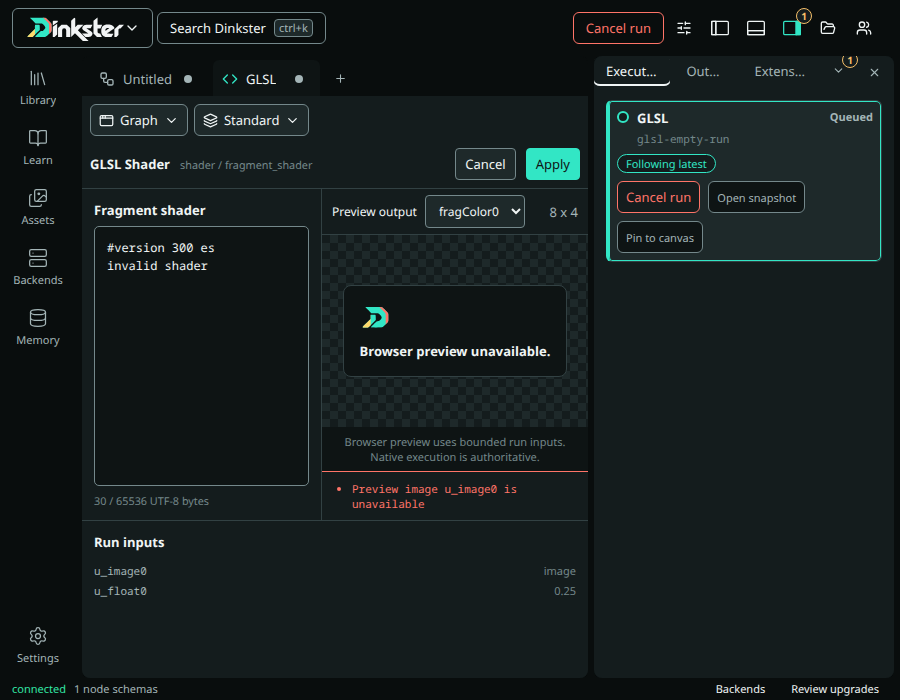 Dinkster
Search Dinkster ctrl+k
Cancel run
1
Library
Learn
Assets
Backends
Memory
Settings
Untitled
GLSL
Graph
Standard
GLSL Shader shader / fragment_shader
Cancel
Apply
Fragment shader
#version 300 es
invalid shader
30 / 65536 UTF-8 bytes
Preview output fragColor0 8 x 4
Browser preview unavailable.
Browser preview uses bounded run inputs.
Native execution is authoritative.
• Preview image u_image0 is
unavailable
Run inputs
u_image0 image
u_float0 0.25
Execut... Out... Extens... 1
GLSL Queued
glsl-empty-run
Following latest
Cancel run Open snapshot
Pin to canvas
connected 1 node schemas
Backends Review upgrades